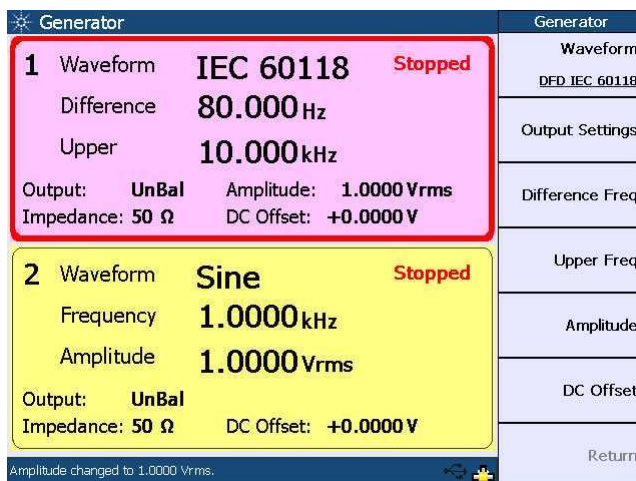 Generator
1 Waveform IEC 60118 Stopped
Difference 80.000 Hz
Upper 10.000 kHz
Output: UnBal Amplitude: 1.0000 Vrms
Impedance: 50 Ω DC Offset: +0.0000 V
2 Waveform Sine Stopped
Frequency 1.0000 kHz
Amplitude 1.0000 Vrms
Output: UnBal
Impedance: 50 Ω DC Offset: +0.0000 V
Amplitude changed to 1.0000 Vrms.
Generator
Waveform
DFD IEC 60118
Output Settings
Difference Freq
Upper Freq
Amplitude
DC Offset
Return